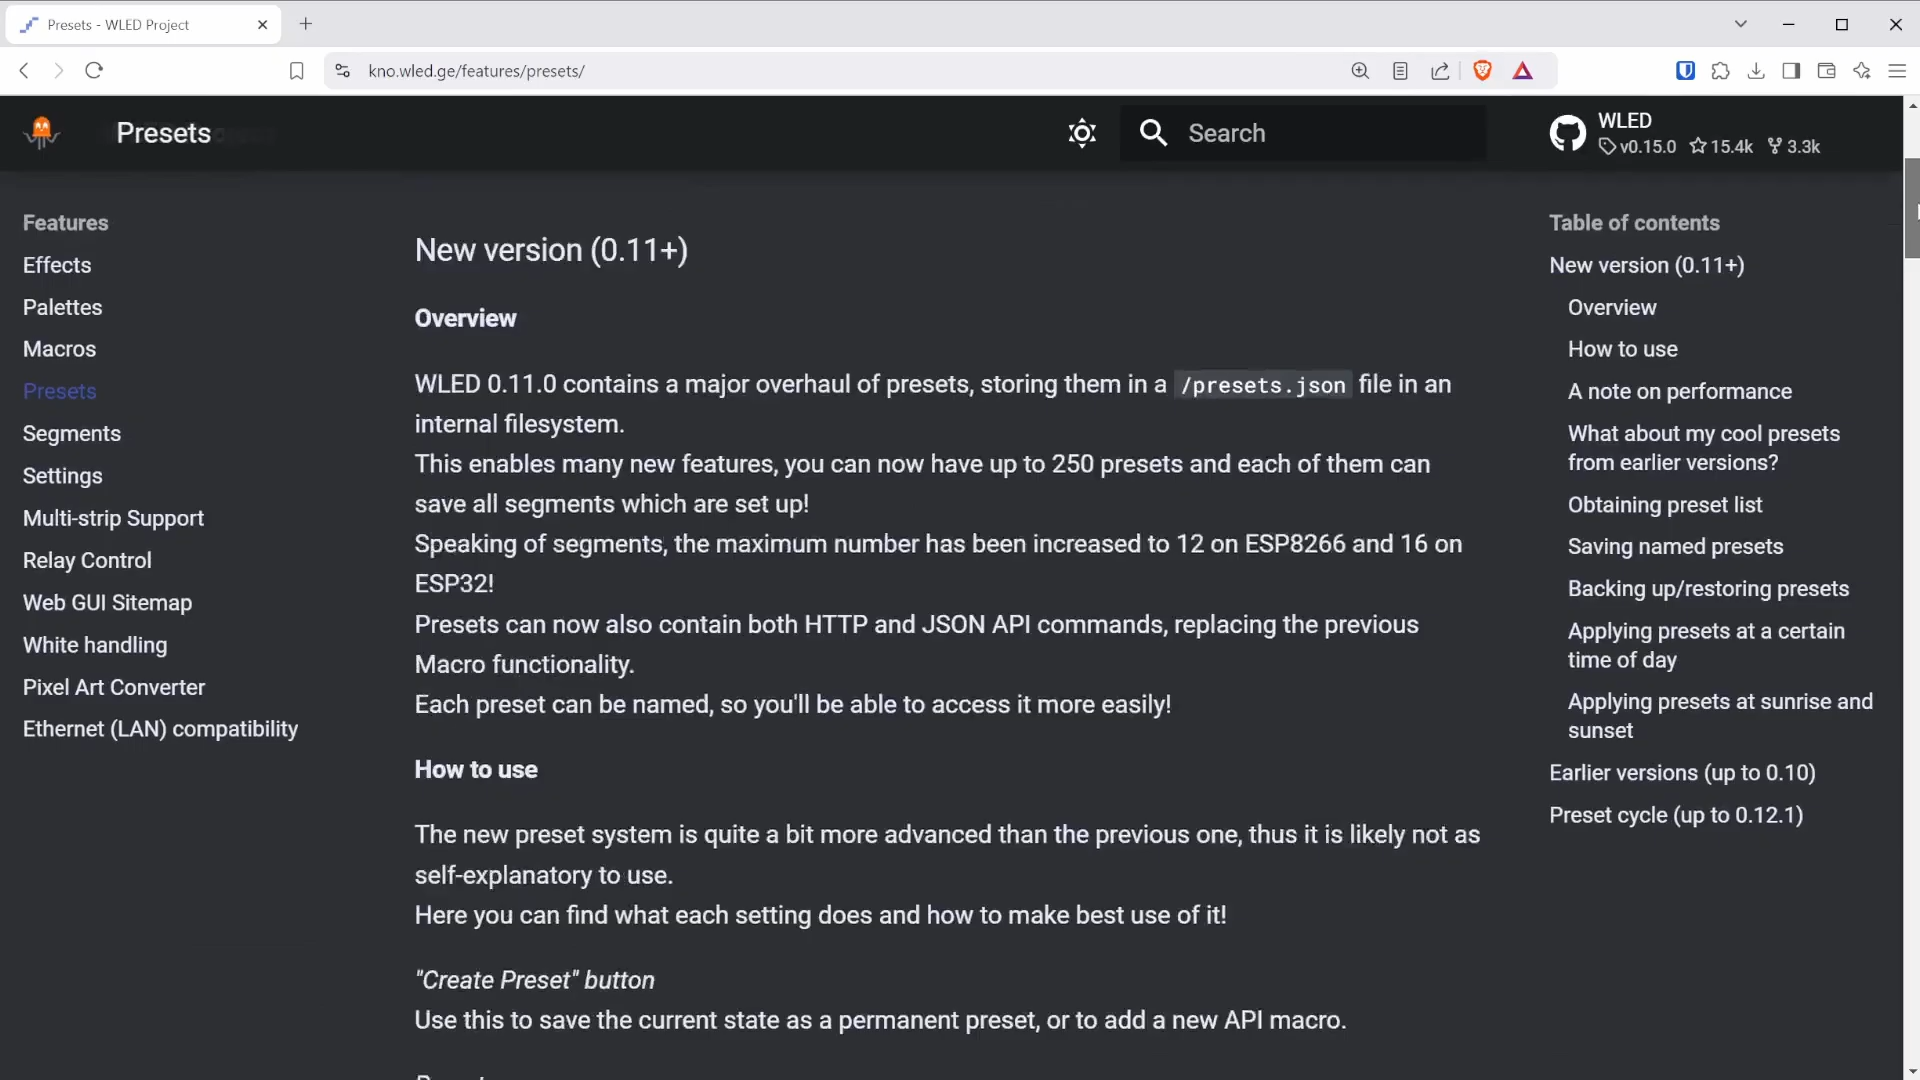 Presets - WLED Project
kno.wled.ge/features/presets/
Presets
Search
WLED
v0.15.0 15.4k 3.3k
Features
Effects
Palettes
Macros
Presets
Segments
Settings
Multi-strip Support
Relay Control
Web GUI Sitemap
White handling
Pixel Art Converter
Ethernet (LAN) compatibility
New version (0.11+)
Overview
WLED 0.11.0 contains a major overhaul of presets, storing them in a /presets.json file in an
internal filesystem.
This enables many new features, you can now have up to 250 presets and each of them can
save all segments which are set up!
Speaking of segments, the maximum number has been increased to 12 on ESP8266 and 16 on
ESP32!
Presets can now also contain both HTTP and JSON API commands, replacing the previous
Macro functionality.
Each preset can be named, so you'll be able to access it more easily!
How to use
The new preset system is quite a bit more advanced than the previous one, thus it is likely not as
self-explanatory to use.
Here you can find what each setting does and how to make best use of it!
"Create Preset" button
Use this to save the current state as a permanent preset, or to add a new API macro.
Table of contents
New version (0.11+)
Overview
How to use
A note on performance
What about my cool presets
from earlier versions?
Obtaining preset list
Saving named presets
Backing up/restoring presets
Applying presets at a certain
time of day
Applying presets at sunrise and
sunset
Earlier versions (up to 0.10)
Preset cycle (up to 0.12.1)